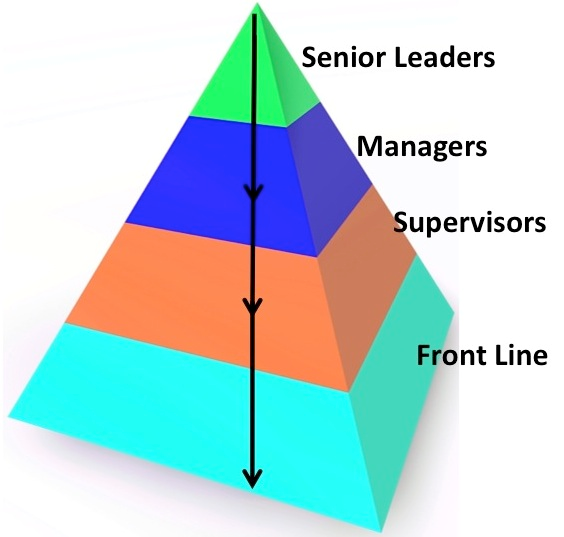 Senior Leaders
Managers
Supervisors
Front Line